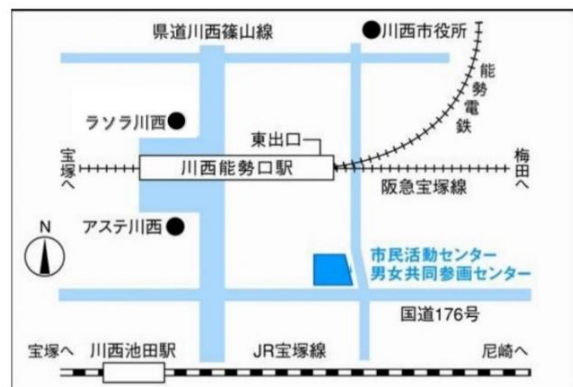 県道川西篠山線
川西市役所
能勢電鉄
ラソラ川西
東出口
宝塚へ
川西能勢口駅
梅田へ
阪急宝塚線
アステ川西
N
市民活動センター
男女共同参画センター
国道176号
宝塚へ
川西池田駅
JR宝塚線
尼崎へ